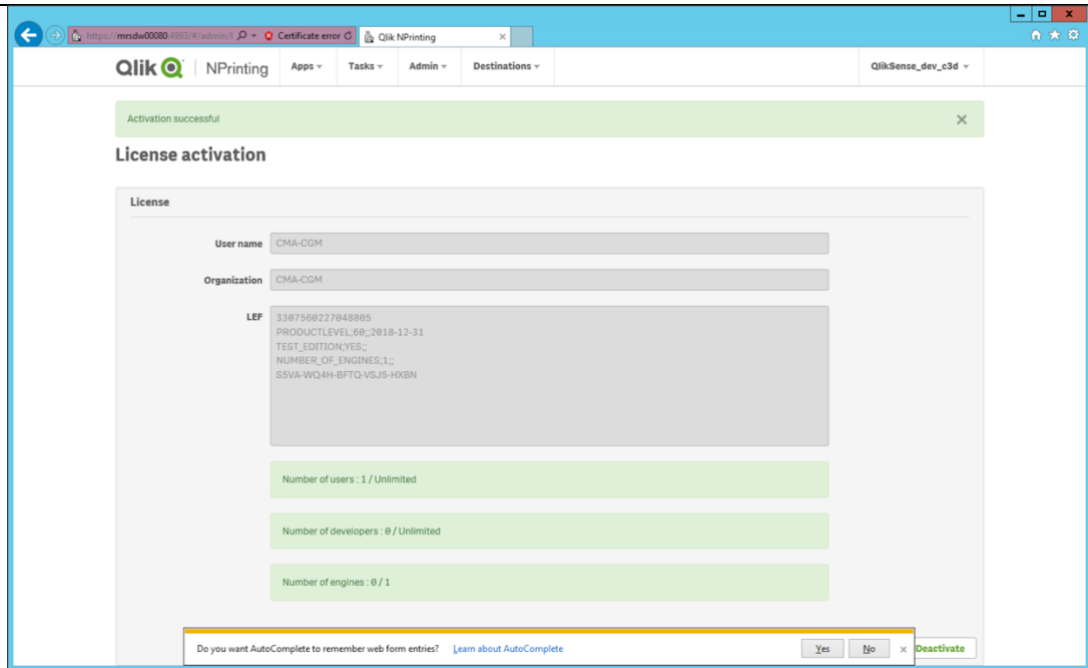 https://mrsdw00080:4993/#/admin/l Certificate error Qlik NPrinting
Qlik NPrinting Apps Tasks Admin Destinations QlikSense_dev_c3d
Activation successful
License activation
License
User name CMA-CGM
Organization CMA-CGM
LEF 3307560227048805
PRODUCTLEVEL;60;;2018-12-31
TEST_EDITION;YES;;
NUMBER_OF_ENGINES;1;;
S5VA-WQ4H-BFTQ-VSJ5-HXBN
Number of users : 1 / Unlimited
Number of developers : 0 / Unlimited
Number of engines : 0 / 1
Do you want AutoComplete to remember web form entries? Learn about AutoComplete Yes No Deactivate